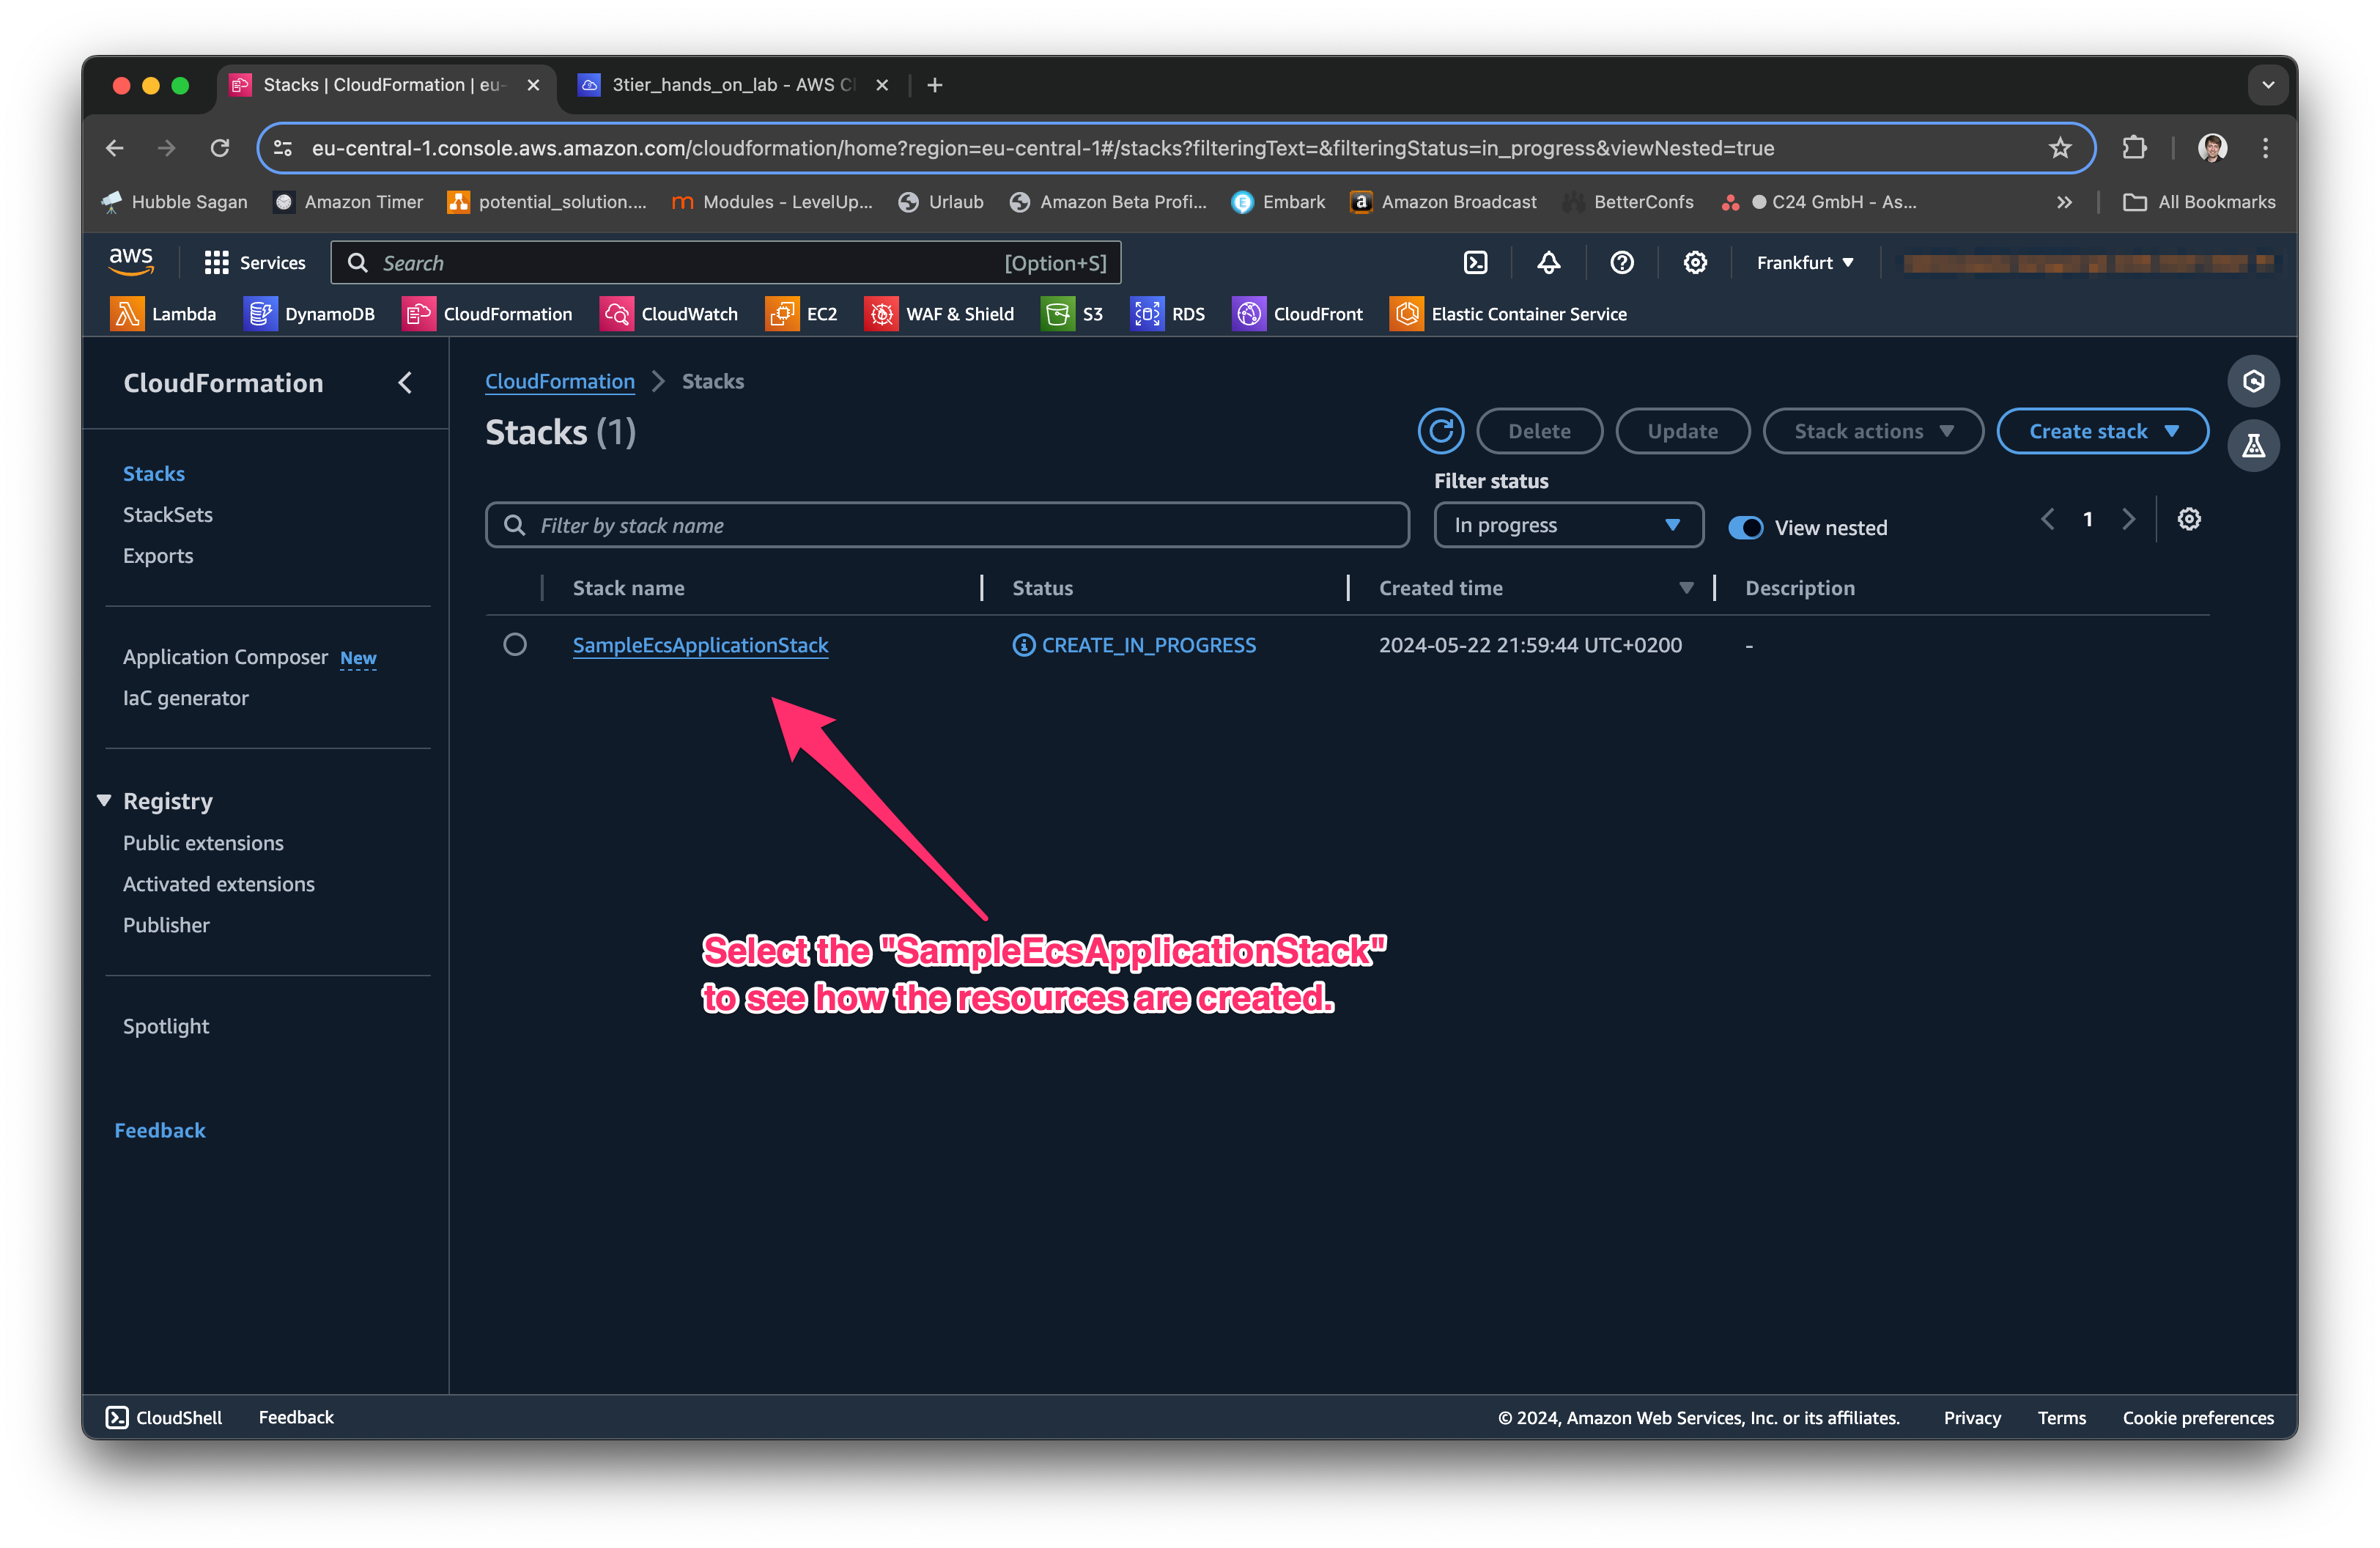 Stacks | CloudFormation | eu-
3tier_hands_on_lab - AWS Cl
eu-central-1.console.aws.amazon.com/cloudformation/home?region=eu-central-1#/stacks?filteringText=&filteringStatus=in_progress&viewNested=true
Hubble Sagan Amazon Timer potential_solution.... Modules - LevelUp... Urlaub Amazon Beta Profi... Embark Amazon Broadcast BetterConfs C24 GmbH - As... All Bookmarks
aws Services Search [Option+S] Frankfurt
Lambda DynamoDB CloudFormation CloudWatch EC2 WAF & Shield S3 RDS CloudFront Elastic Container Service
CloudFormation
Stacks
StackSets
Exports
Application Composer New
IaC generator
Registry
Public extensions
Activated extensions
Publisher
Spotlight
Feedback
CloudFormation Stacks
Stacks (1)
Delete Update Stack actions Create stack
Filter status
Filter by stack name In progress View nested 1
Stack name Status Created time Description
SampleEcsApplicationStack CREATE_IN_PROGRESS 2024-05-22 21:59:44 UTC+0200 -
Select the "SampleEcsApplicationStack"
to see how the resources are created.
CloudShell Feedback © 2024, Amazon Web Services, Inc. or its affiliates. Privacy Terms Cookie preferences